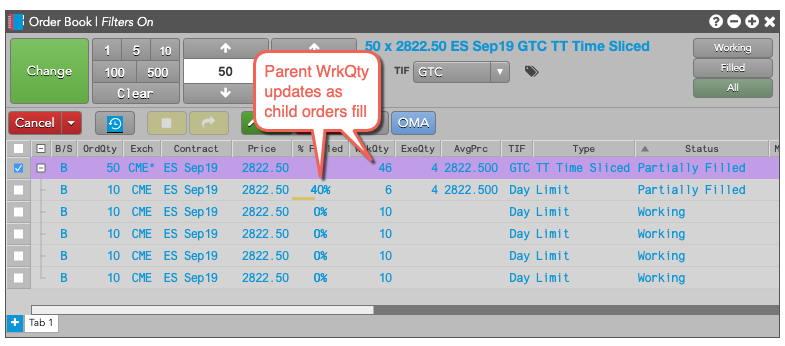 Order Book | Filters On
Change
1 5 10
100 500
Clear
50
50 x 2822.50 ES Sep19 GTC TT Time Sliced
TIF GTC
Working
Filled
All
Parent WrkQty
updates as
child orders fill
Cancel
OMA
B/S OrdQty Exch Contract Price % WrkQty ExeQty AvgPrc TIF Type Status M
B 50 CME* ES Sep19 2822.50 46 4 2822.500 GTC TT Time Sliced Partially Filled
B 10 CME ES Sep19 2822.50 40% 6 4 2822.500 Day Limit Partially Filled
B 10 CME ES Sep19 2822.50 0% 10 Day Limit Working
B 10 CME ES Sep19 2822.50 0% 10 Day Limit Working
B 10 CME ES Sep19 2822.50 0% 10 Day Limit Working
B 10 CME ES Sep19 2822.50 0% 10 Day Limit Working
+ Tab 1